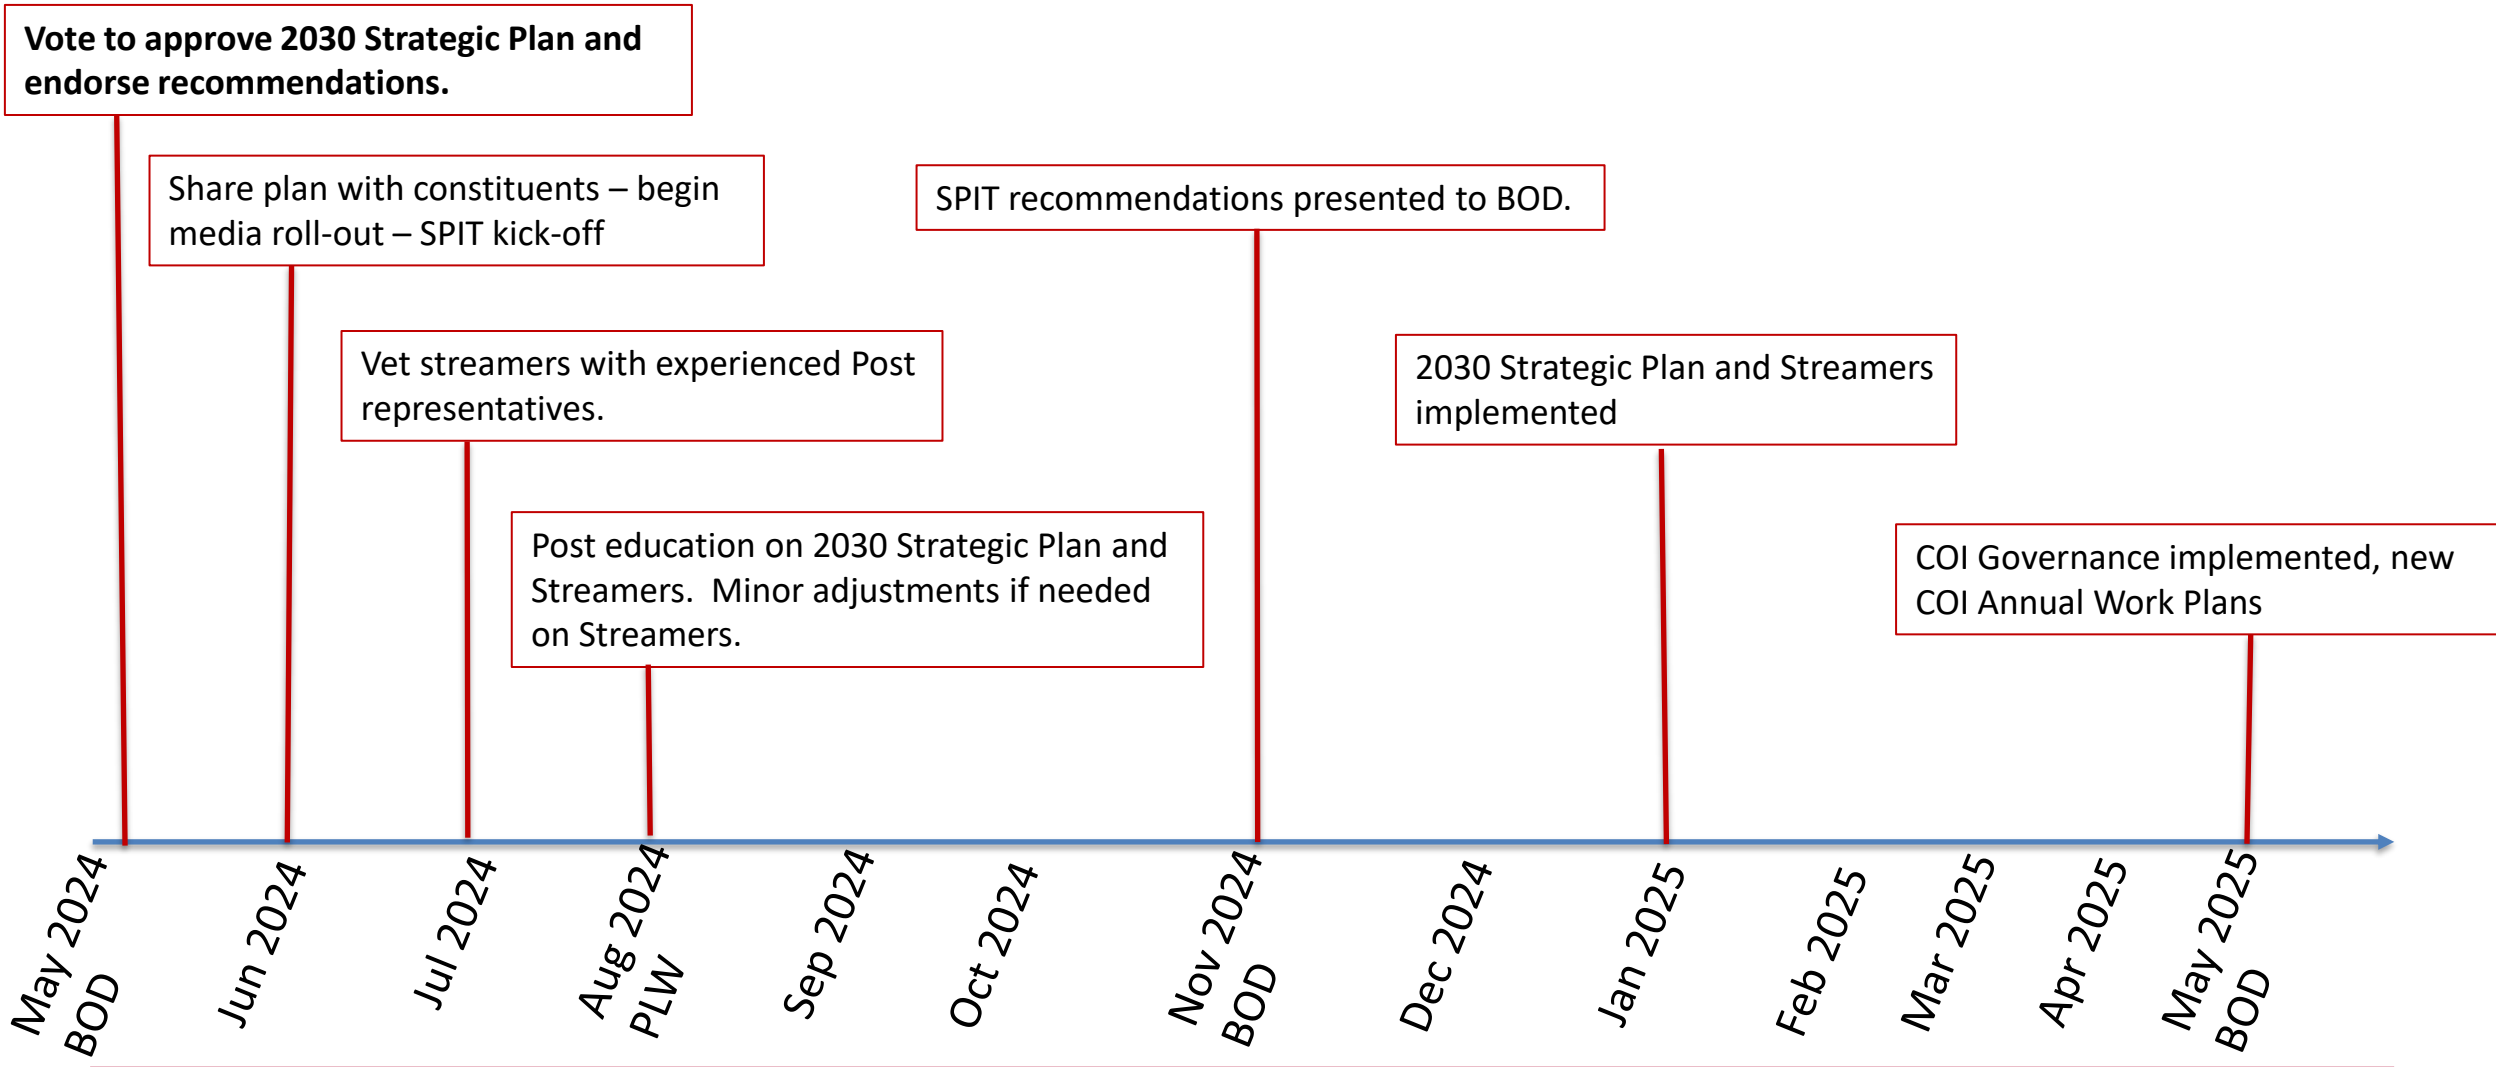 Vote to approve 2030 Strategic Plan and
endorse recommendations.
Share plan with constituents – begin
media roll-out – SPIT kick-off
SPIT recommendations presented to BOD.
Vet streamers with experienced Post
representatives.
2030 Strategic Plan and Streamers
implemented
Post education on 2030 Strategic Plan and
Streamers.  Minor adjustments if needed
on Streamers.
COI Governance implemented, new
COI Annual Work Plans
May 2024
BOD
Jun 2024
Jul 2024
Aug 2024
PLW
Sep 2024
Oct 2024
Nov 2024
BOD
Dec 2024
Jan 2025
Feb 2025
Mar 2025
Apr 2025
May 2025
BOD